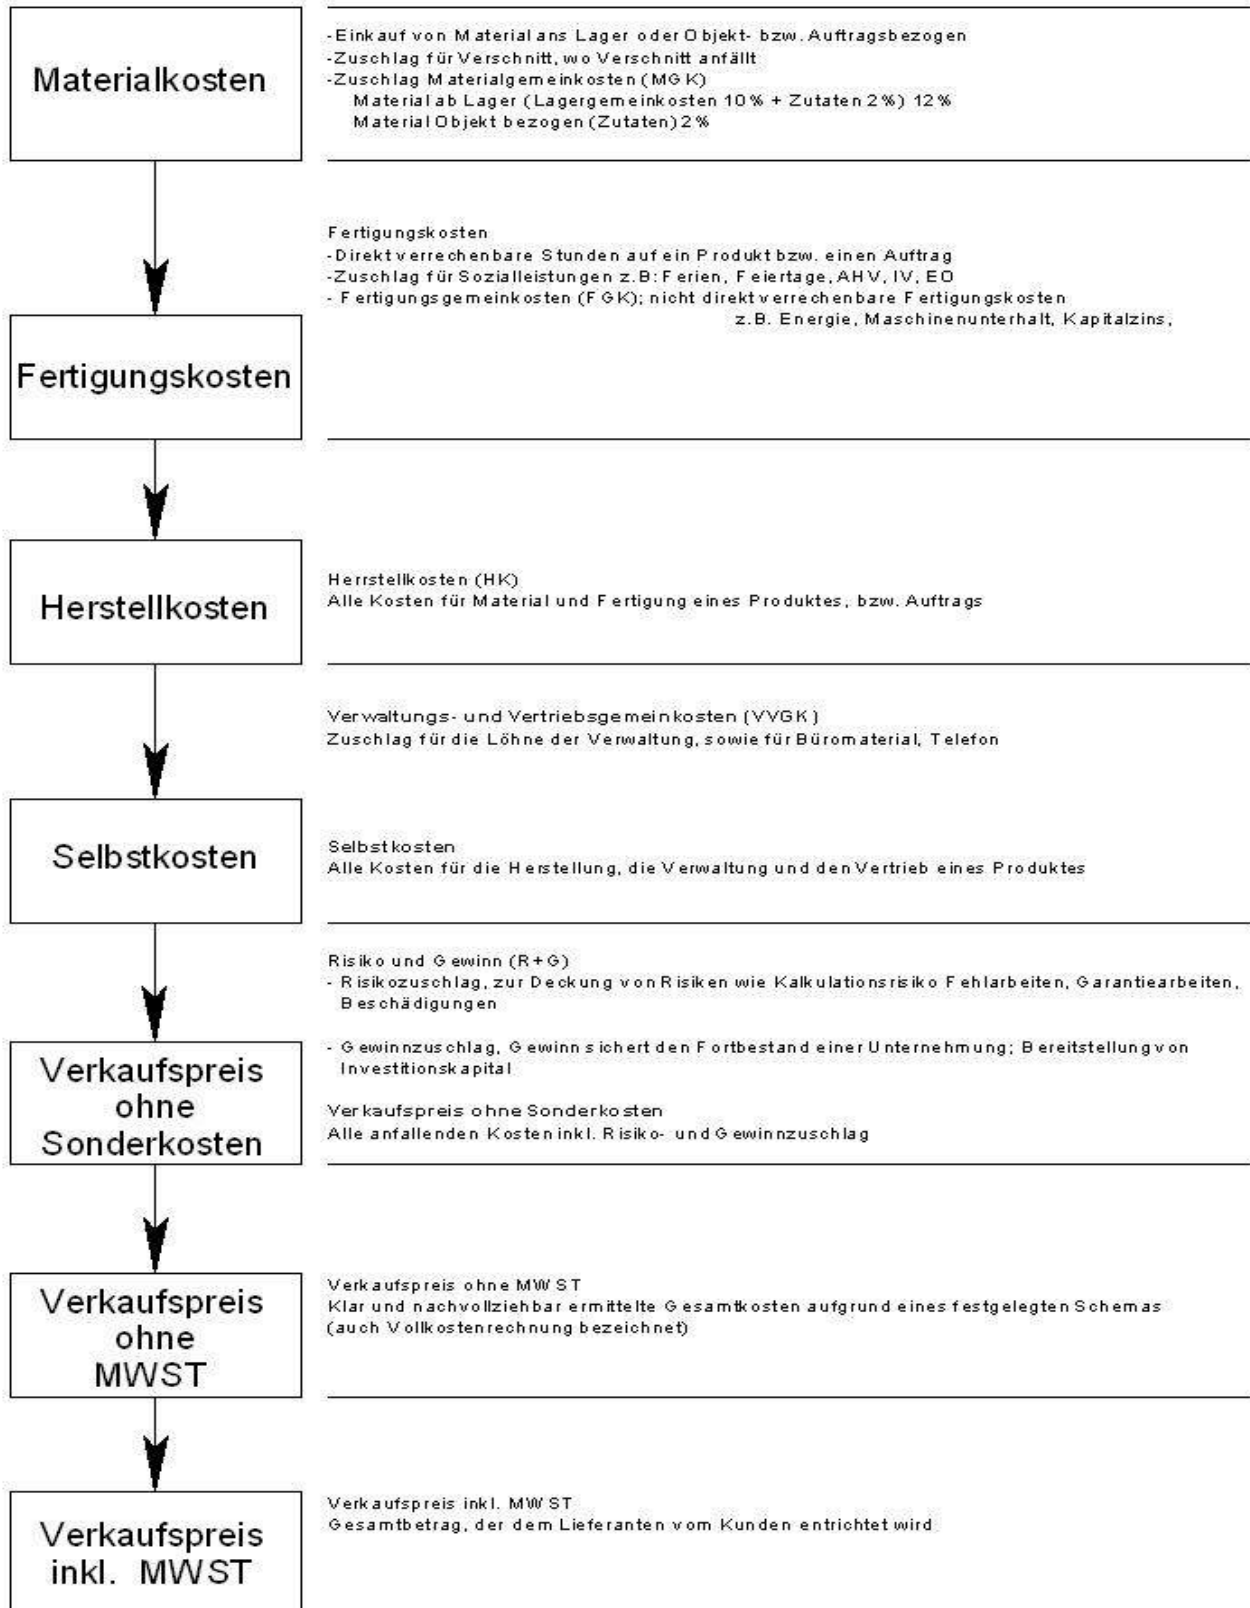 Materialkosten
-Einkauf von Material ans Lager oder Objekt- bzw. Auftragsbezogen
-Zuschlag für Verschnitt, wo Verschnitt anfällt
-Zuschlag Materialgemeinkosten (MGK)
Material ab Lager (Lagergemeinkosten 10% + Zutaten 2%) 12%
Material Objekt bezogen (Zutaten) 2%
Fertigungskosten
-Direkt verrechenbare Stunden auf ein Produkt bzw. einen Auftrag
-Zuschlag für Sozialleistungen z.B: Ferien, Feiertage, AHV, IV, EO
- Fertigungsgemeinkosten (FGK); nicht direkt verrechenbare Fertigungskosten
z.B. Energie, Maschinenunterhalt, Kapitalzins,
Fertigungskosten
Herstellkosten
Herrstellkosten (HK)
Alle Kosten für Material und Fertigung eines Produktes, bzw. Auftrags
Verwaltungs- und Vertriebsgemeinkosten (VVGK)
Zuschlag für die Löhne der Verwaltung, sowie für Büromaterial, Telefon
Selbstkosten
Selbstkosten
Alle Kosten für die Herstellung, die Verwaltung und den Vertrieb eines Produktes
Risiko und Gewinn (R+G)
- Risikozuschlag, zur Deckung von Risiken wie Kalkulationsrisiko Fehlarbeiten, Garantiearbeiten,
Beschädigungen
- Gewinnzuschlag, Gewinn sichert den Fortbestand einer Unternehmung; Bereitstellung von
Investitionskapital
Verkaufspreis
ohne
Sonderkosten
Verkaufspreis ohne Sonderkosten
Alle anfallenden Kosten inkl. Risiko- und Gewinnzuschlag
Verkaufspreis
ohne
MWST
Verkaufspreis ohne MWST
Klar und nachvollziehbar ermittelte Gesamtkosten aufgrund eines festgelegten Schemas
(auch Vollkostenrechnung bezeichnet)
Verkaufspreis
inkl. MWST
Verkaufspreis inkl. MWST
Gesamtbetrag, der dem Lieferanten vom Kunden entrichtet wird